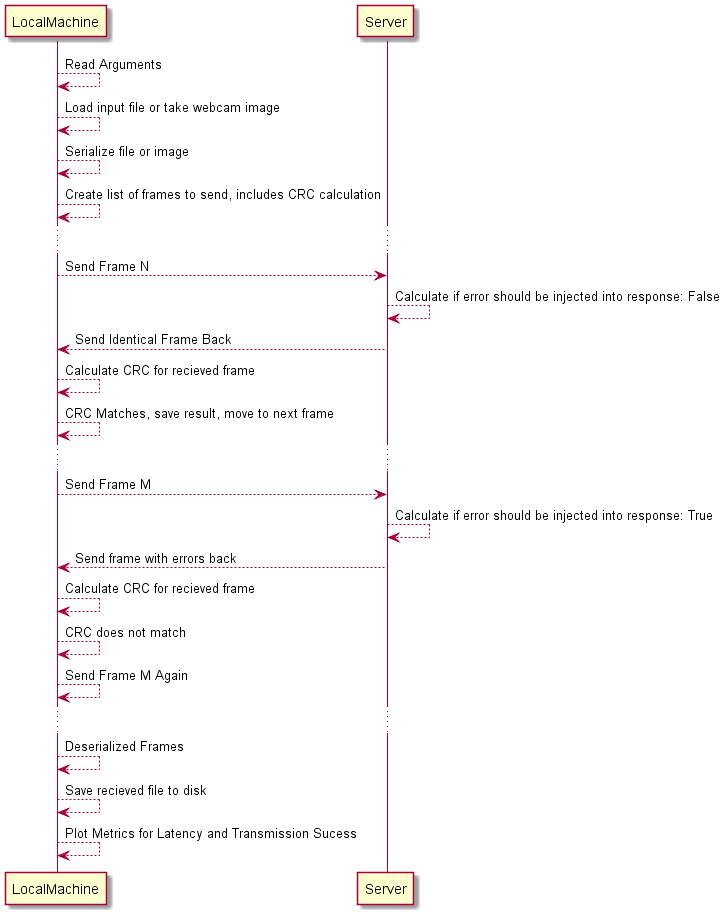 LocalMachine
Server
Read Arguments
Load input file or take webcam image
Serialize file or image
Create list of frames to send, includes CRC calculation
Send Frame N
Calculate if error should be injected into response: False
Send Identical Frame Back
Calculate CRC for recieved frame
CRC Matches, save result, move to next frame
Send Frame M
Calculate if error should be injected into response: True
Send frame with errors back
Calculate CRC for recieved frame
CRC does not match
Send Frame M Again
Deserialized Frames
Save recieved file to disk
Plot Metrics for Latency and Transmission Sucess
LocalMachine
Server